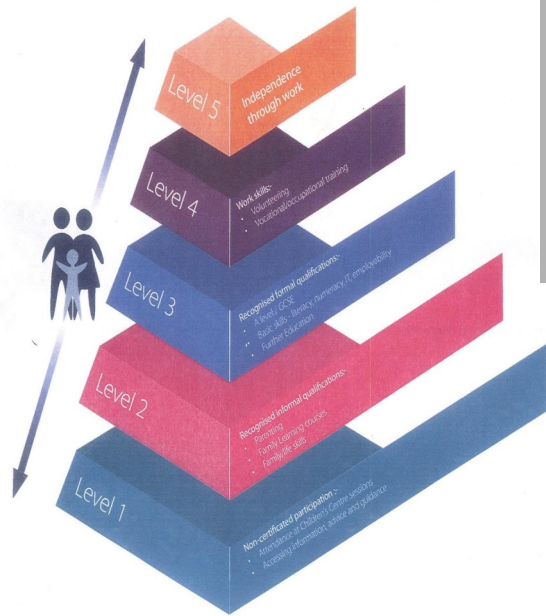 Level 5
Independence
through work
Level 4
Work skills:-
• Volunteering
• Vocational/occupational training
Level 3
Recognised formal qualifications:-
• A level / GCSE
• Basic skills - literacy, numeracy, IT, employability
• Further Education
Level 2
Recognised informal qualifications:-
• Parenting
• Family Learning courses
• Family/life skills
Level 1
Non-certificated participation :-
• Attendance at Children's Centre sessions
• Accessing information, advice and guidance